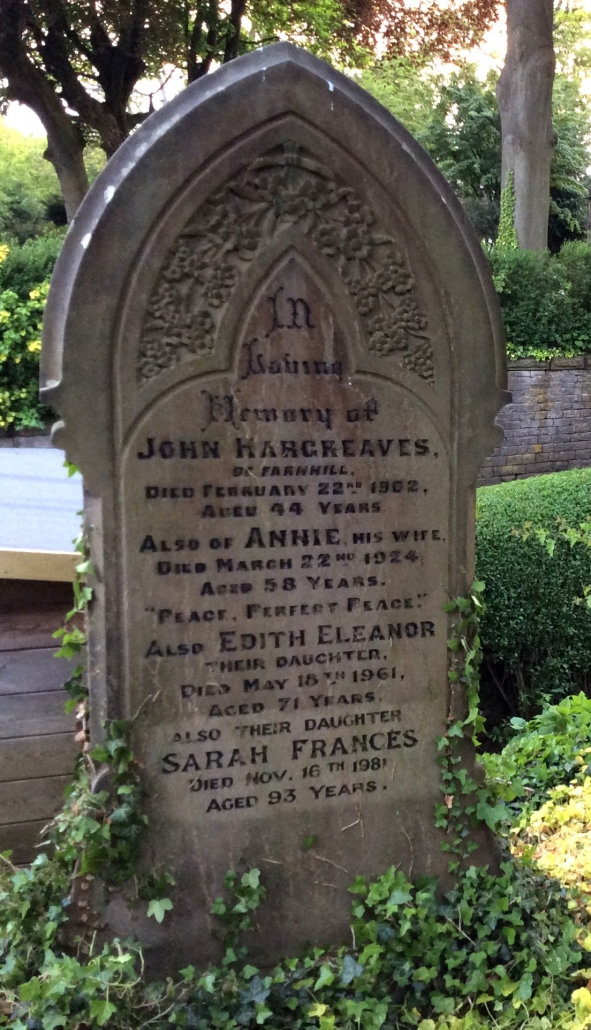 In
Loving
Memory of
JOHN HARGREAVES,
OF FARNHILL,
DIED FEBRUARY 22ND 1902,
AGED 44 YEARS.
ALSO OF ANNIE, HIS WIFE,
DIED MARCH 22ND 1924,
AGED 58 YEARS.
"PEACE, PERFECT PEACE."
ALSO EDITH ELEANOR
THEIR DAUGHTER,
DIED MAY 18TH 1961,
AGED 71 YEARS.
ALSO THEIR DAUGHTER
SARAH FRANCES
DIED NOV. 16TH 1981
AGED 93 YEARS.